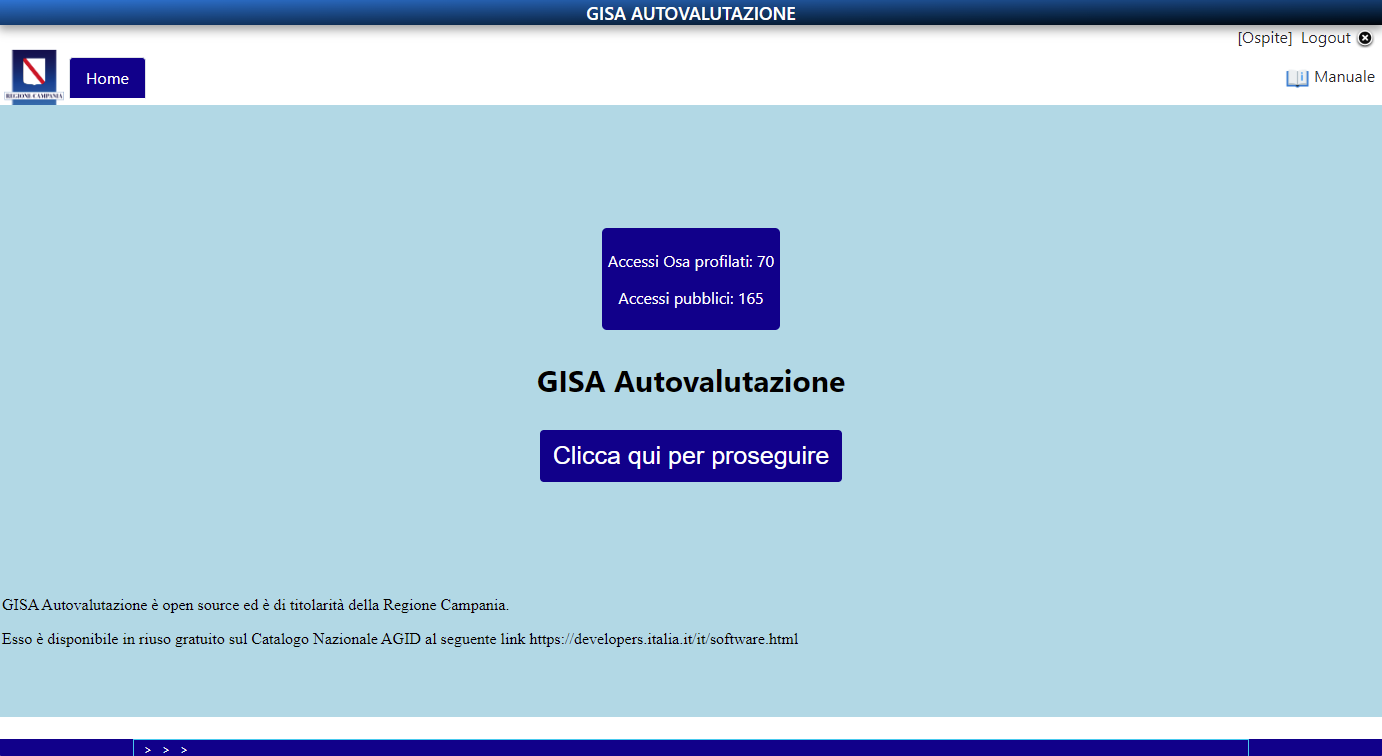 GISA AUTOVALUTAZIONE
[Ospite] Logout
REGIONE CAMPANIA
Home
Manuale
Accessi Osa profilati: 70
Accessi pubblici: 165
GISA Autovalutazione
Clicca qui per proseguire
GISA Autovalutazione è open source ed è di titolarità della Regione Campania.
Esso è disponibile in riuso gratuito sul Catalogo Nazionale AGID al seguente link https://developers.italia.it/it/software.html
> > >